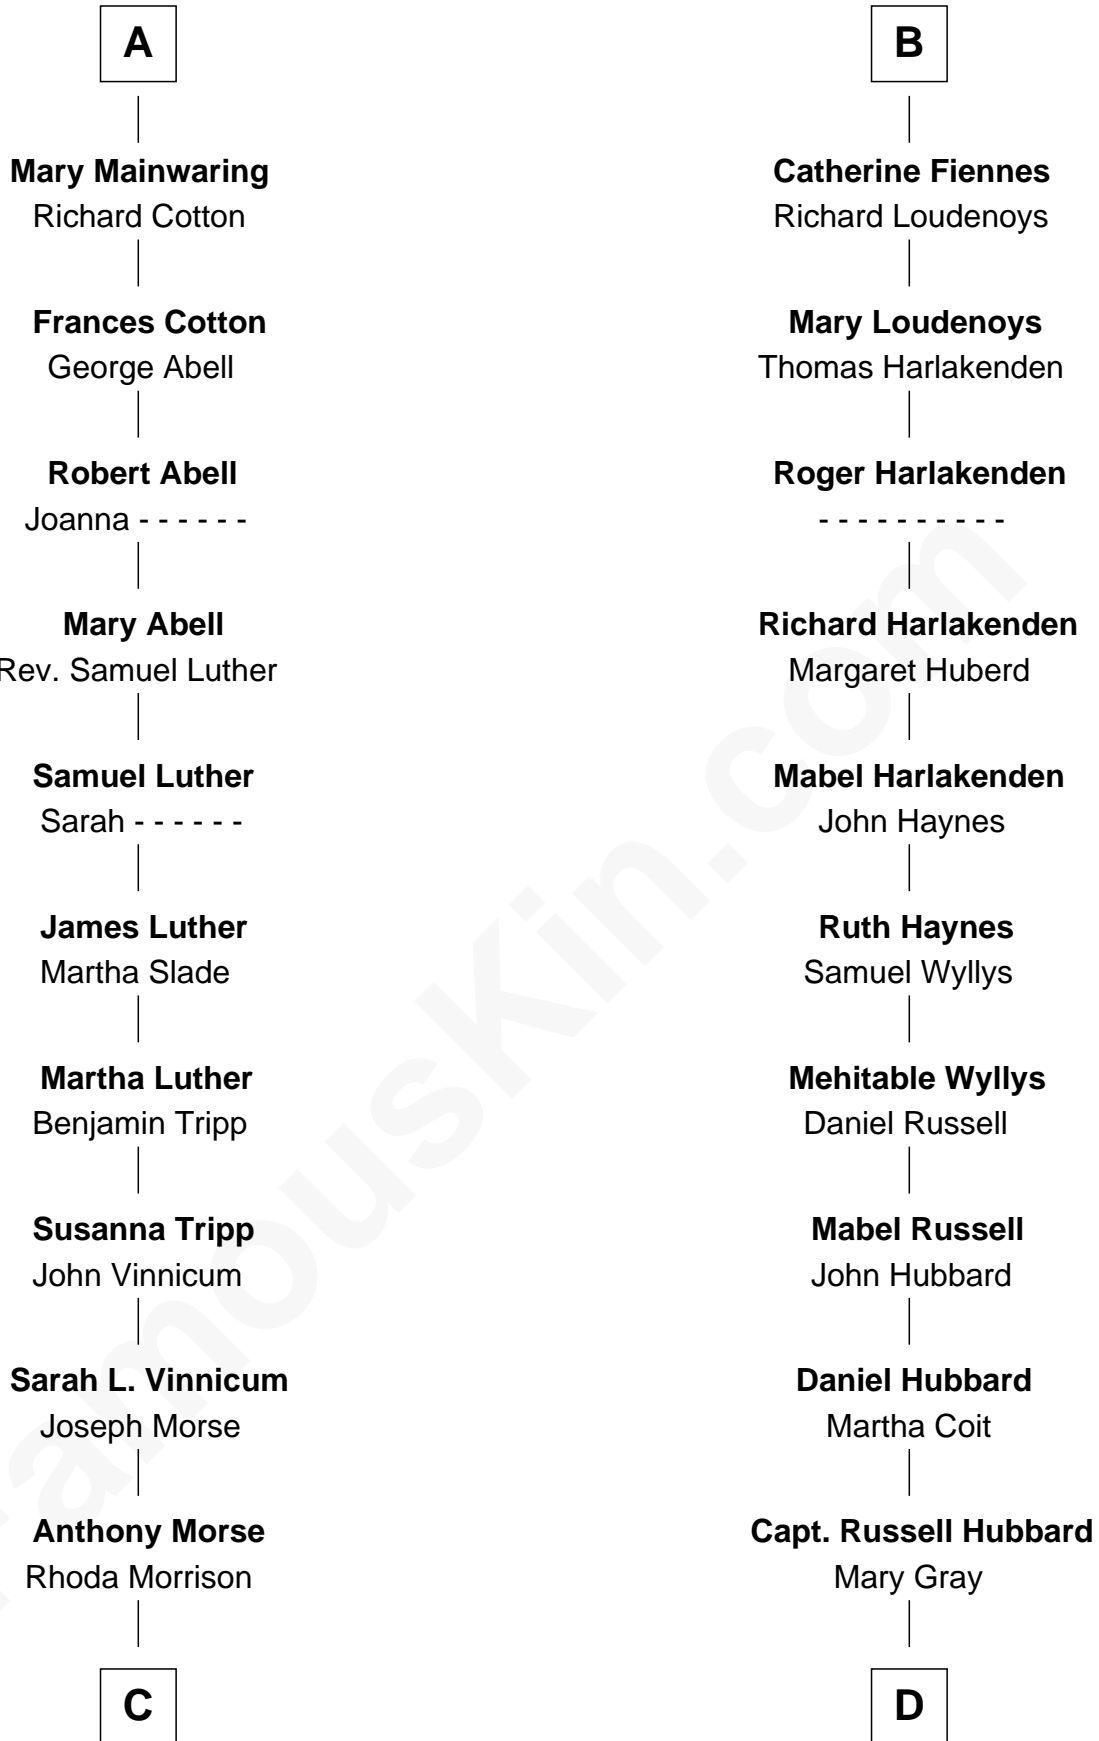 A
Mary Mainwaring
Richard Cotton
Frances Cotton
George Abell
Robert Abell
Joanna - - - - - -
Mary Abell
Rev. Samuel Luther
Samuel Luther
Sarah - - - - - -
James Luther
Martha Slade
Martha Luther
Benjamin Tripp
Susanna Tripp
John Vinnicum
Sarah L. Vinnicum
Joseph Morse
Anthony Morse
Rhoda Morrison
C
B
Catherine Fiennes
Richard Loudenoys
Mary Loudenoys
Thomas Harlakenden
Roger Harlakenden
- - - - - - - - - -
Richard Harlakenden
Margaret Huberd
Mabel Harlakenden
John Haynes
Ruth Haynes
Samuel Wyllys
Mehitable Wyllys
Daniel Russell
Mabel Russell
John Hubbard
Daniel Hubbard
Martha Coit
Capt. Russell Hubbard
Mary Gray
D
FamousKin.com